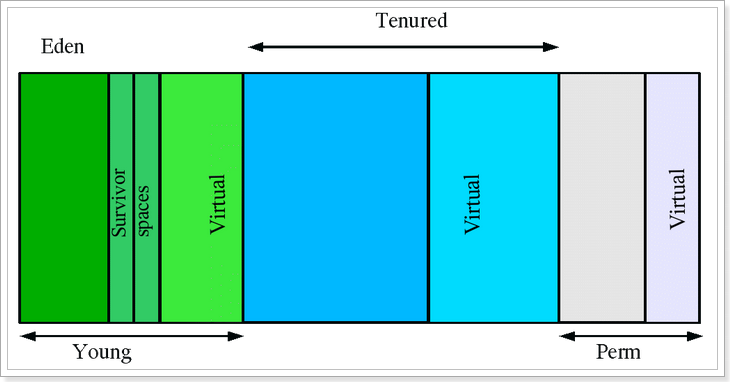 Tenured
Eden
Survivor
spaces
Virtual
Virtual
Virtual
Young
Perm